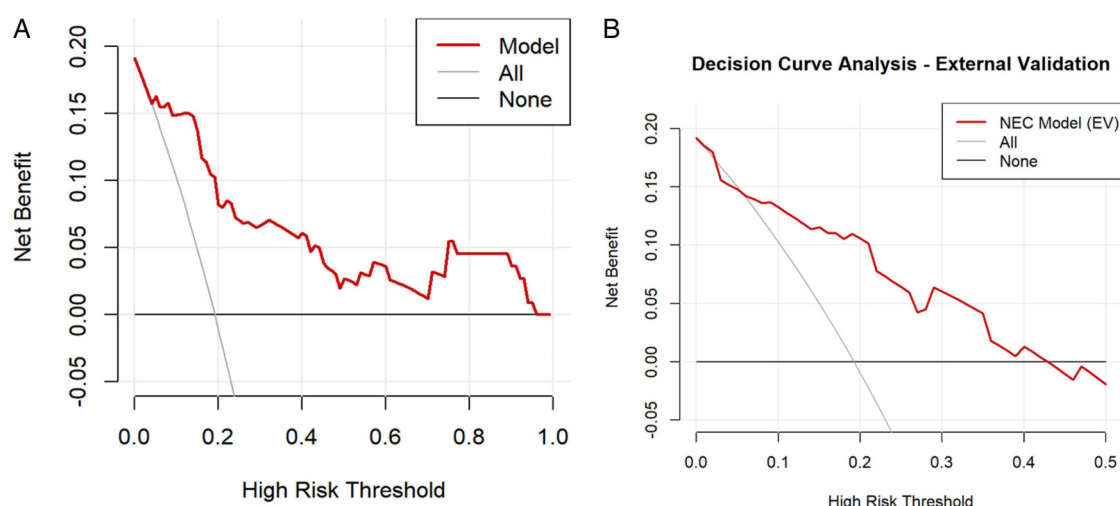 A
0.20
0.15
0.10
0.05
0.00
-0.05
Net Benefit
Model
All
None
0.0 0.2 0.4 0.6 0.8 1.0
High Risk Threshold
B
Decision Curve Analysis - External Validation
0.20
0.15
0.10
0.05
0.00
-0.05
Net Benefit
NEC Model (EV)
All
None
0.0 0.1 0.2 0.3 0.4 0.5
High Risk Threshold